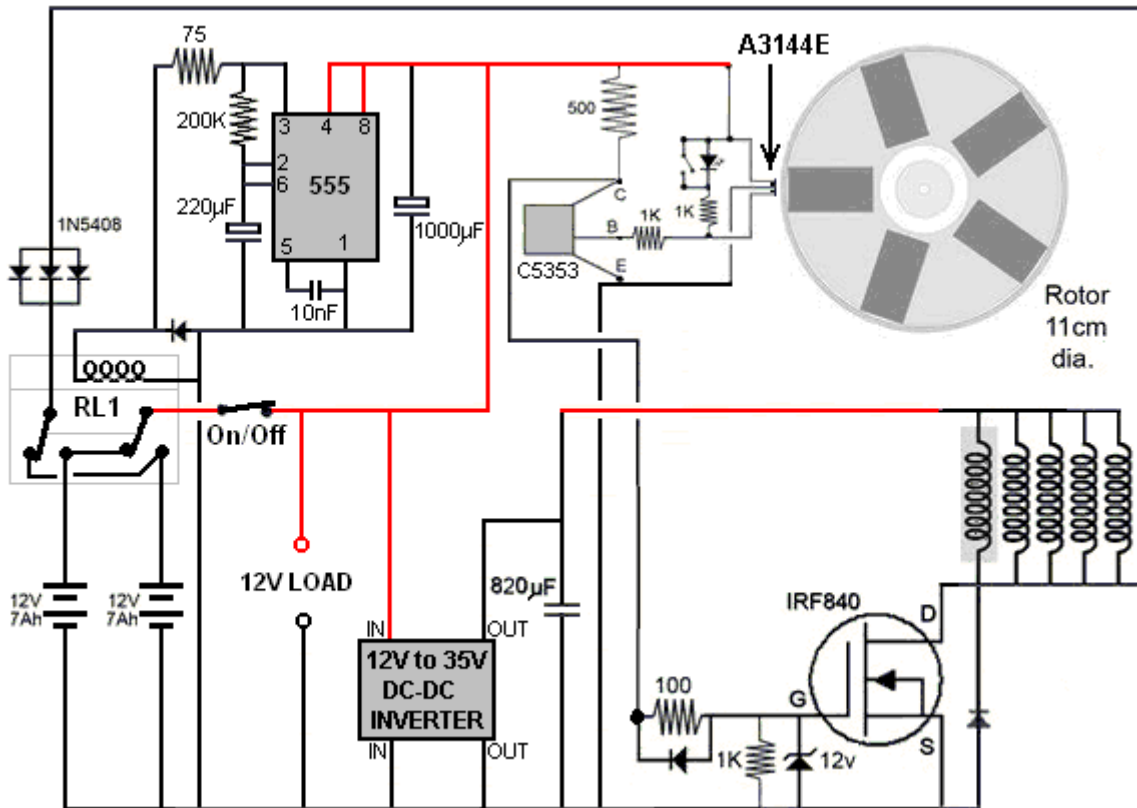 75
A3144E
200K
3
4
8
500
2
6
555
220µF
1N5408
1000µF
C
1K
1K
B
5
1
C5353
E
10nF
Rotor
11cm
dia.
RL1
On/Off
12V
7Ah
12V
7Ah
12V LOAD
820µF
IRF840
D
IN
OUT
12V to 35V
DC-DC
INVERTER
IN
OUT
100
G
S
1K
12v